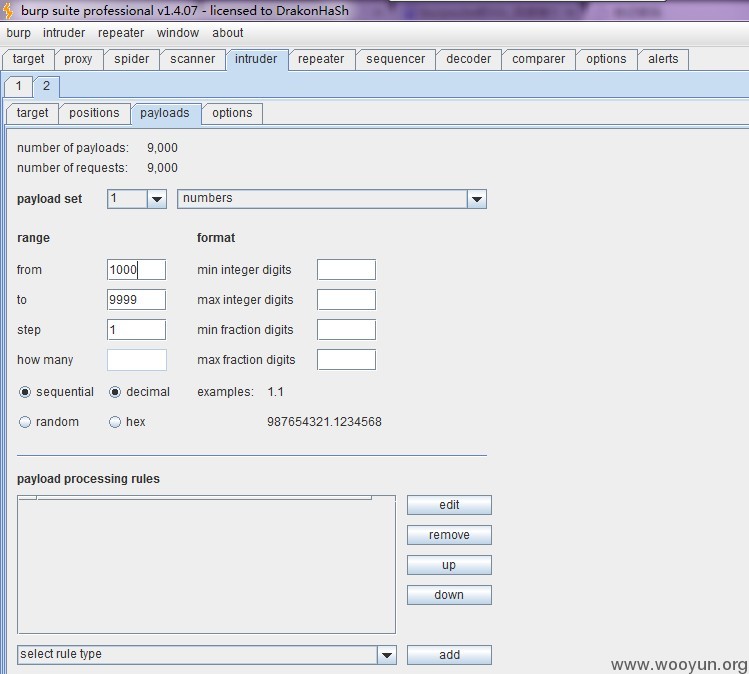 burp suite professional v1.4.07 - licensed to DrakonHaSh
burp intruder repeater window about
target proxy spider scanner intruder repeater sequencer decoder comparer options alerts
1 2
target positions payloads options
number of payloads: 9,000
number of requests: 9,000
payload set 1 numbers
range format
from 1000 min integer digits
to 9999 max integer digits
step 1 min fraction digits
how many max fraction digits
sequential decimal examples: 1.1
random hex 987654321.1234568
payload processing rules
edit
remove
up
down
select rule type add
www.wooyun.org